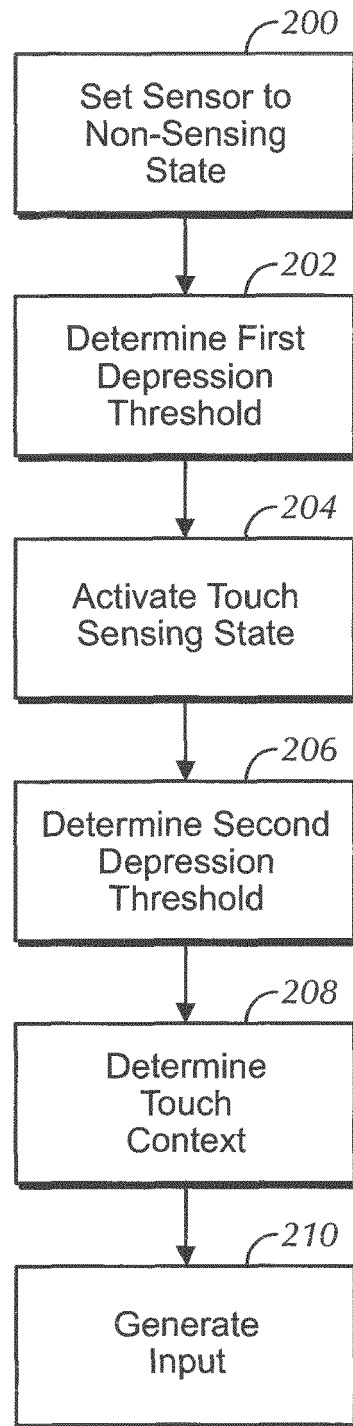 200
Set Sensor to
Non-Sensing
State
202
Determine First
Depression
Threshold
204
Activate Touch
Sensing State
206
Determine Second
Depression
Threshold
208
Determine
Touch
Context
210
Generate
Input